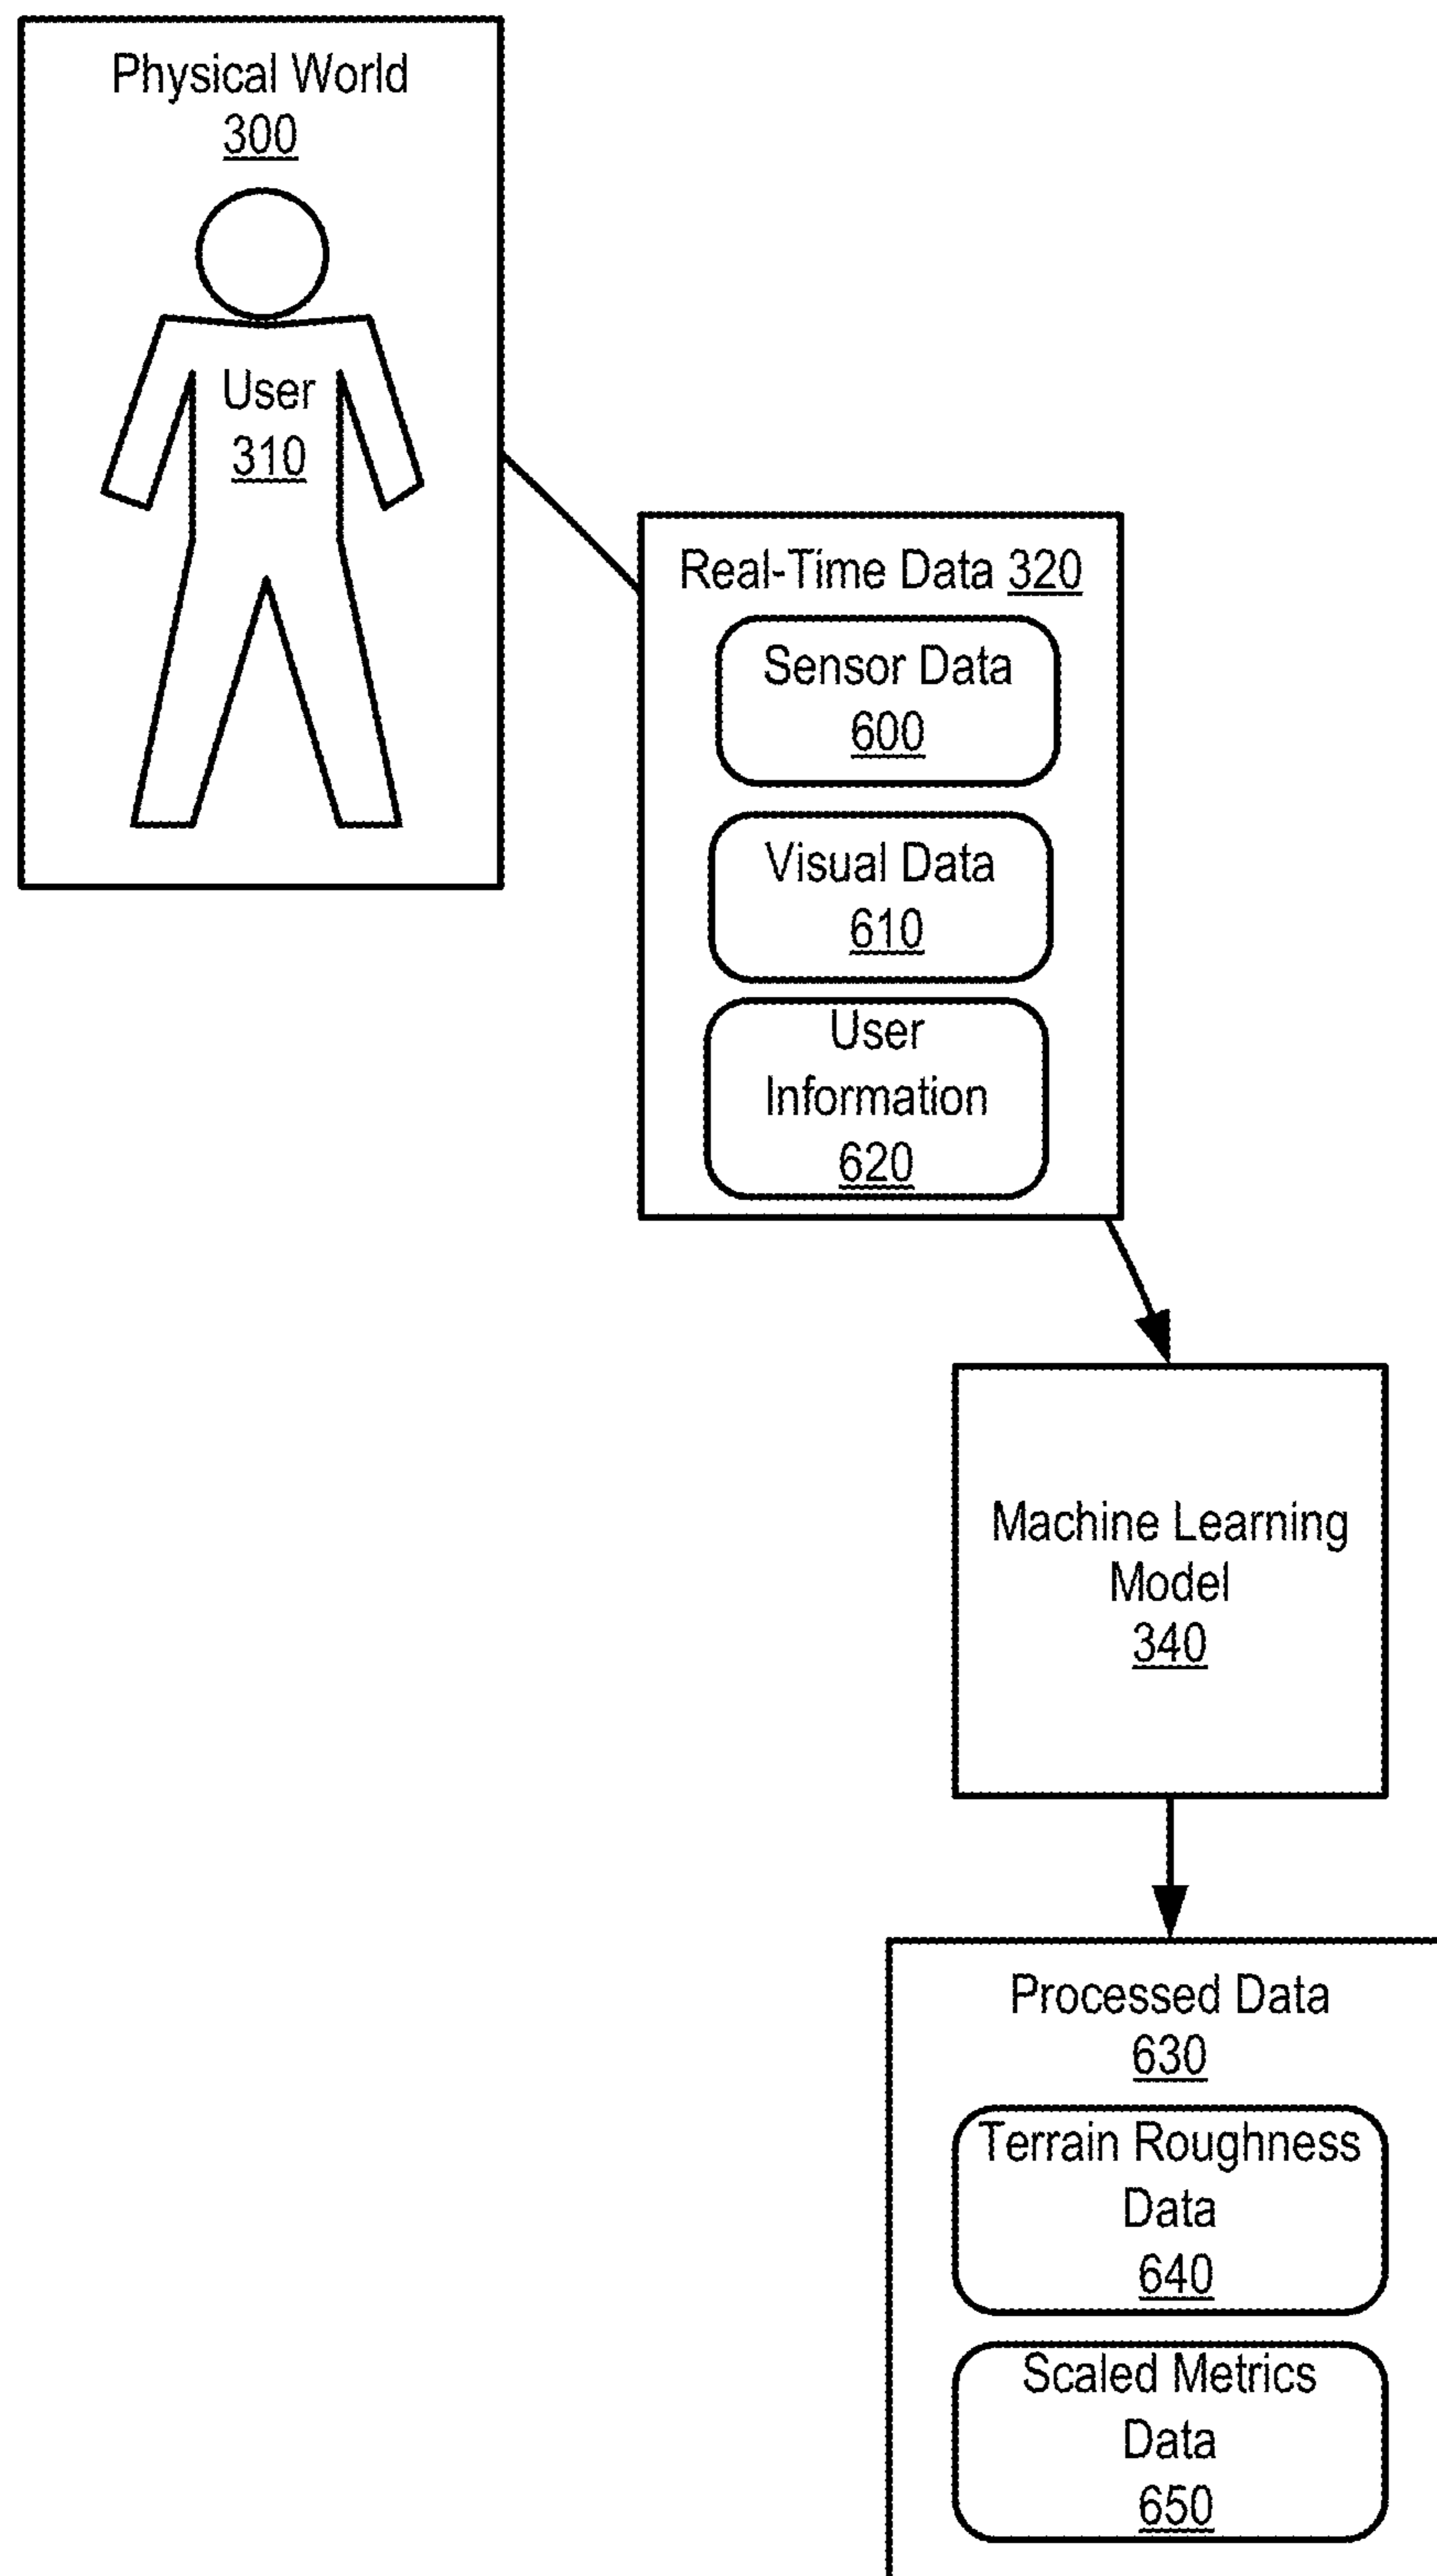 Physical World
300
User
310
Real-Time Data 320
Sensor Data
600
Visual Data
610
User
Information
620
Machine Learning
Model
340
Processed Data
630
Terrain Roughness
Data
640
Scaled Metrics
Data
650